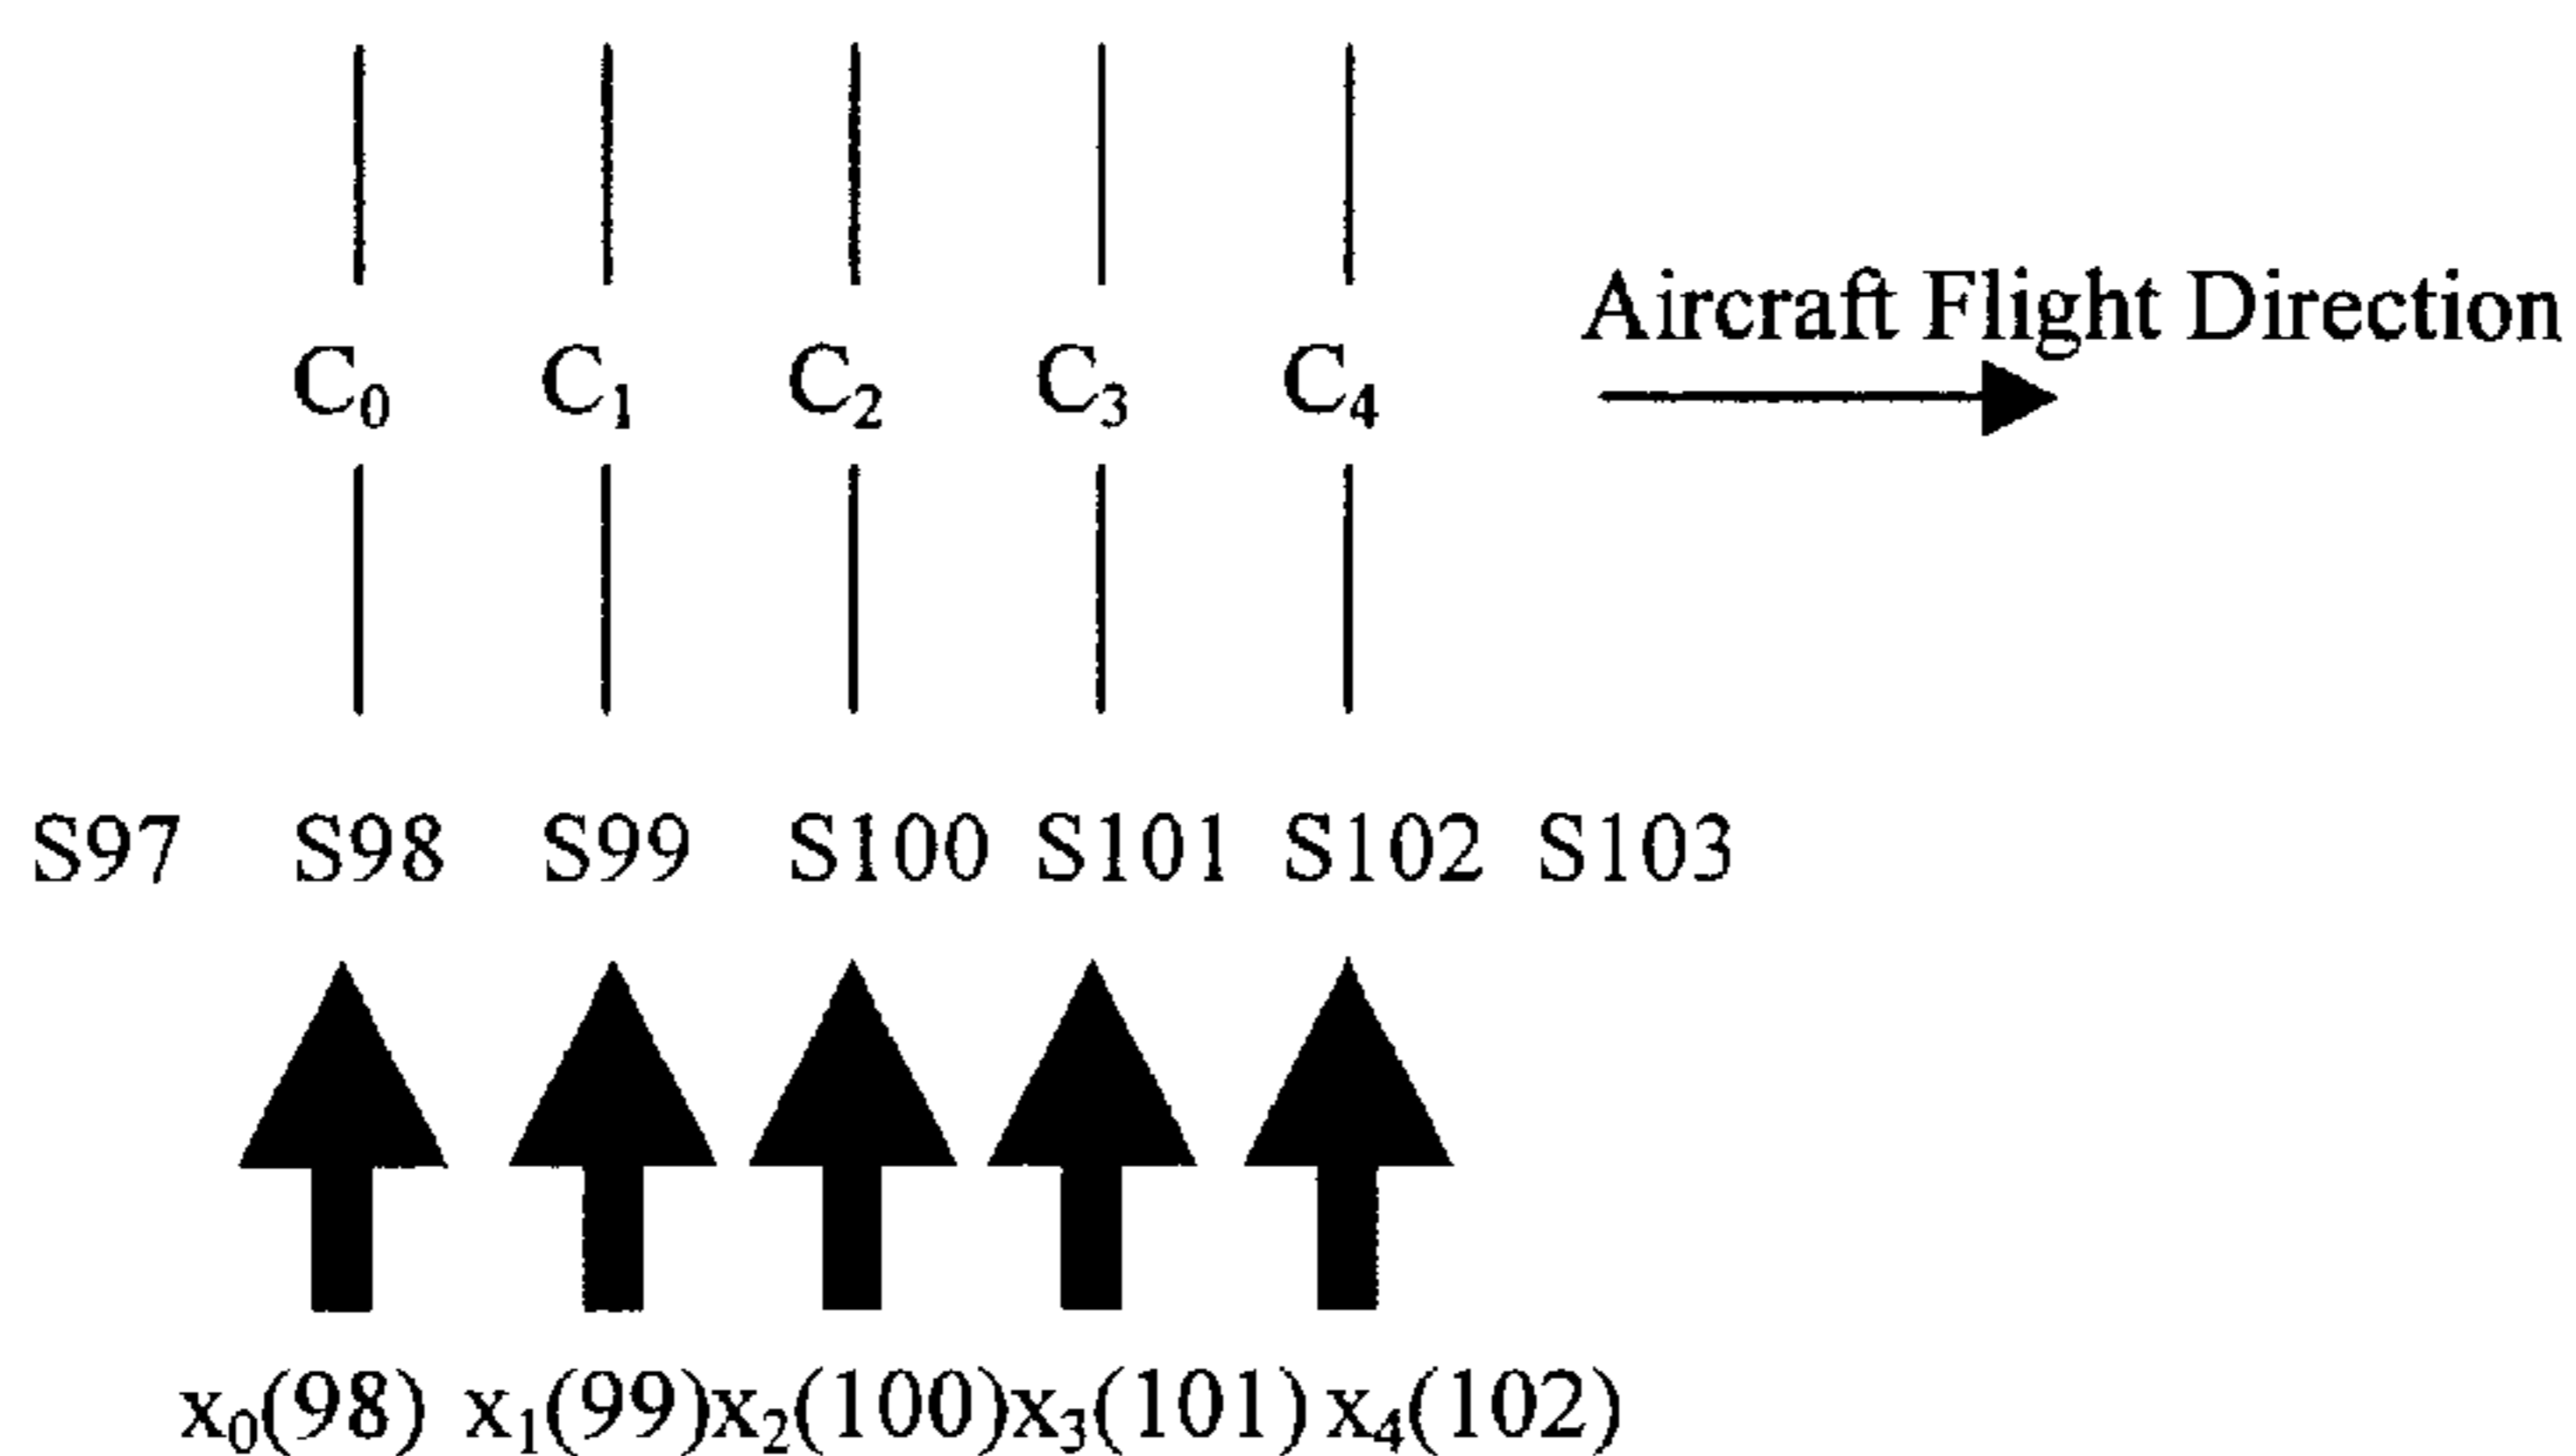 Aircraft Flight Direction
C₀ C₁ C₂ C₃ C₄
S97 S98 S99 S100 S101 S102 S103
x₀(98) x₁(99) x₂(100) x₃(101) x₄(102)